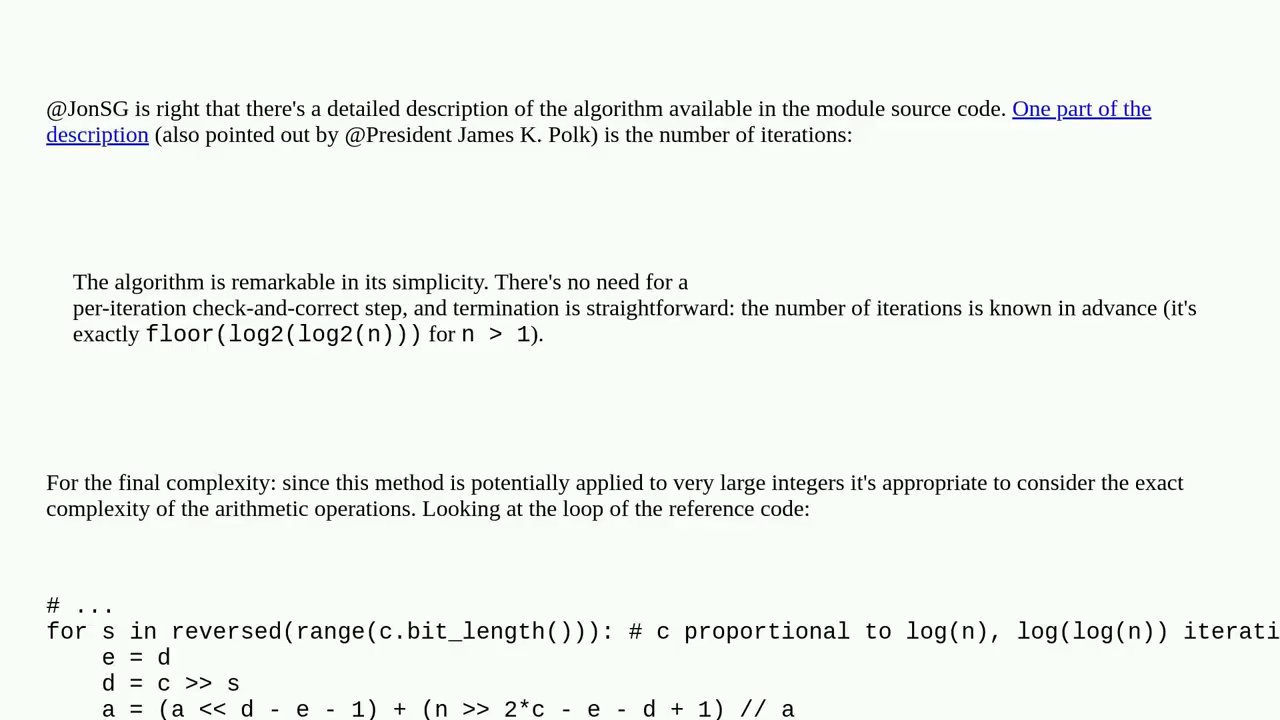 @JonSG is right that there's a detailed description of the algorithm available in the module source code. One part of the
description (also pointed out by @President James K. Polk) is the number of iterations:
The algorithm is remarkable in its simplicity. There's no need for a
per-iteration check-and-correct step, and termination is straightforward: the number of iterations is known in advance (it's
exactly floor(log2(log2(n))) for n > 1).
For the final complexity: since this method is potentially applied to very large integers it's appropriate to consider the exact
complexity of the arithmetic operations. Looking at the loop of the reference code:
# ...
for s in reversed(range(c.bit_length())): # c proportional to log(n), log(log(n)) iterati
    e = d
    d = c >> s
    a = (a << d - e - 1) + (n >> 2*c - e - d + 1) // a